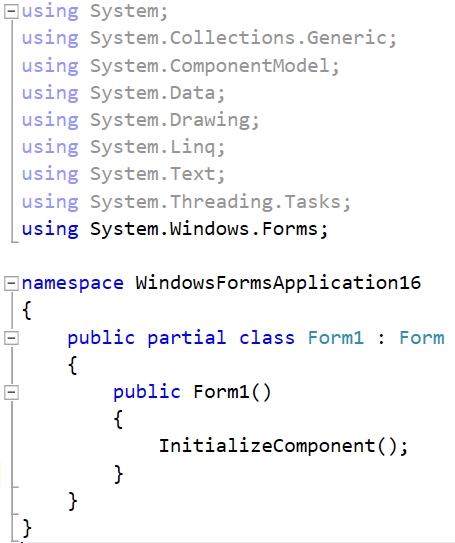 using System;
using System.Collections.Generic;
using System.ComponentModel;
using System.Data;
using System.Drawing;
using System.Linq;
using System.Text;
using System.Threading.Tasks;
using System.Windows.Forms;

namespace WindowsFormsApplication16
{
    public partial class Form1 : Form
    {
        public Form1()
        {
            InitializeComponent();
        }
    }
}